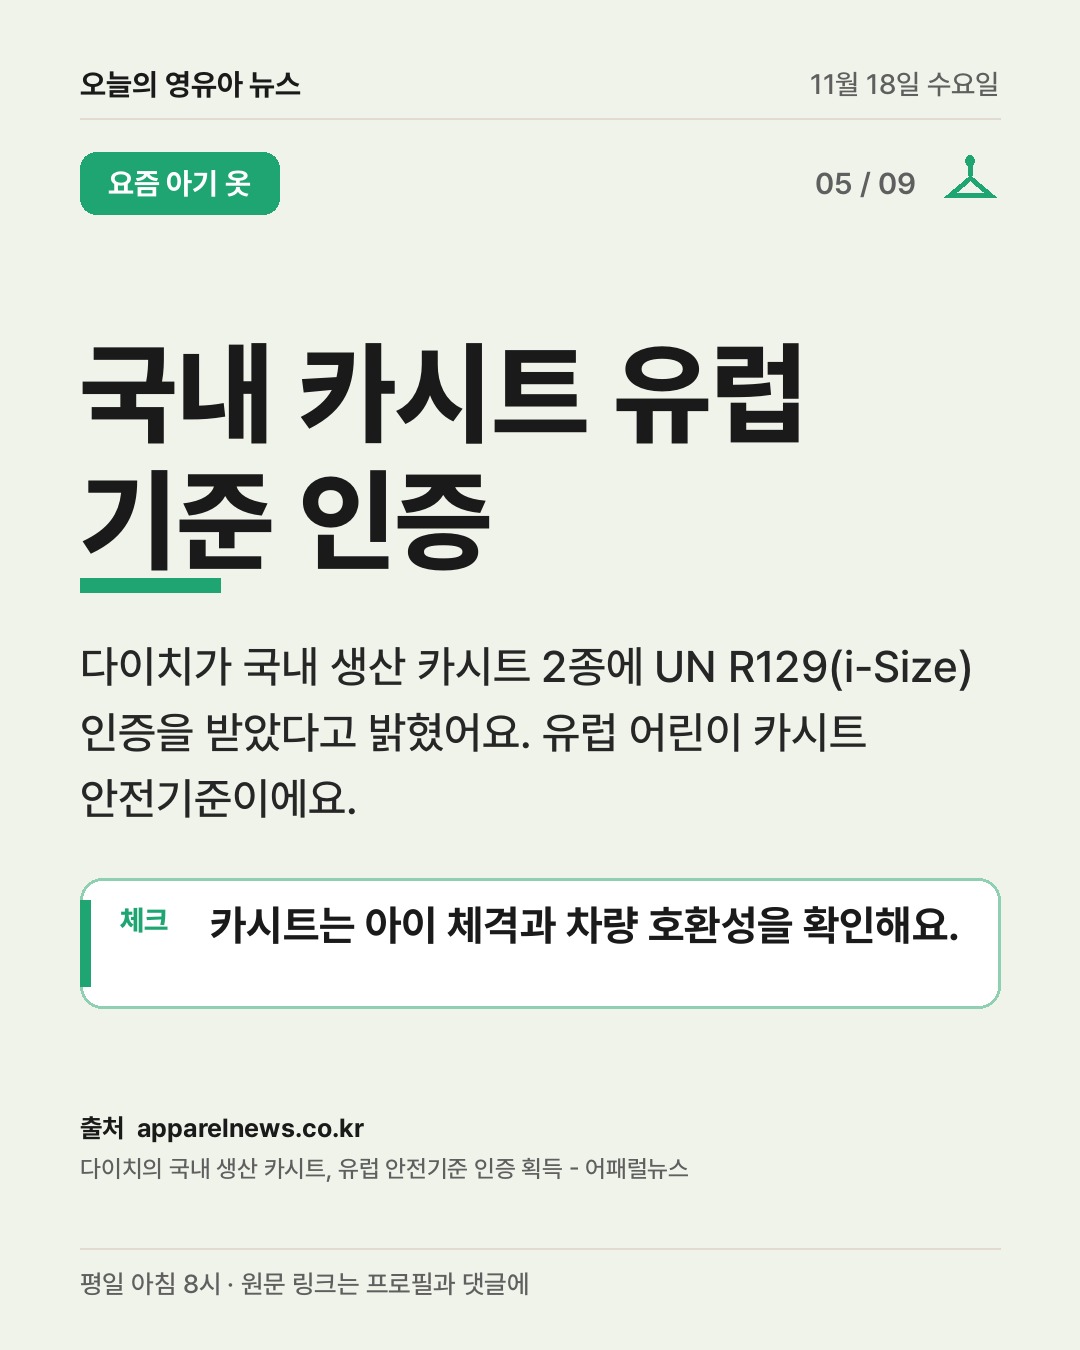 오늘의 영유아 뉴스
11월 18일 수요일
요즘 아기 옷
05 / 09
국내 카시트 유럽
기준 인증
다이치가 국내 생산 카시트 2종에 UN R129(i-Size)
인증을 받았다고 밝혔어요. 유럽 어린이 카시트
안전기준이에요.
체크 카시트는 아이 체격과 차량 호환성을 확인해요.
출처 apparelnews.co.kr
다이치의 국내 생산 카시트, 유럽 안전기준 인증 획득 - 어패럴뉴스
평일 아침 8시 · 원문 링크는 프로필과 댓글에